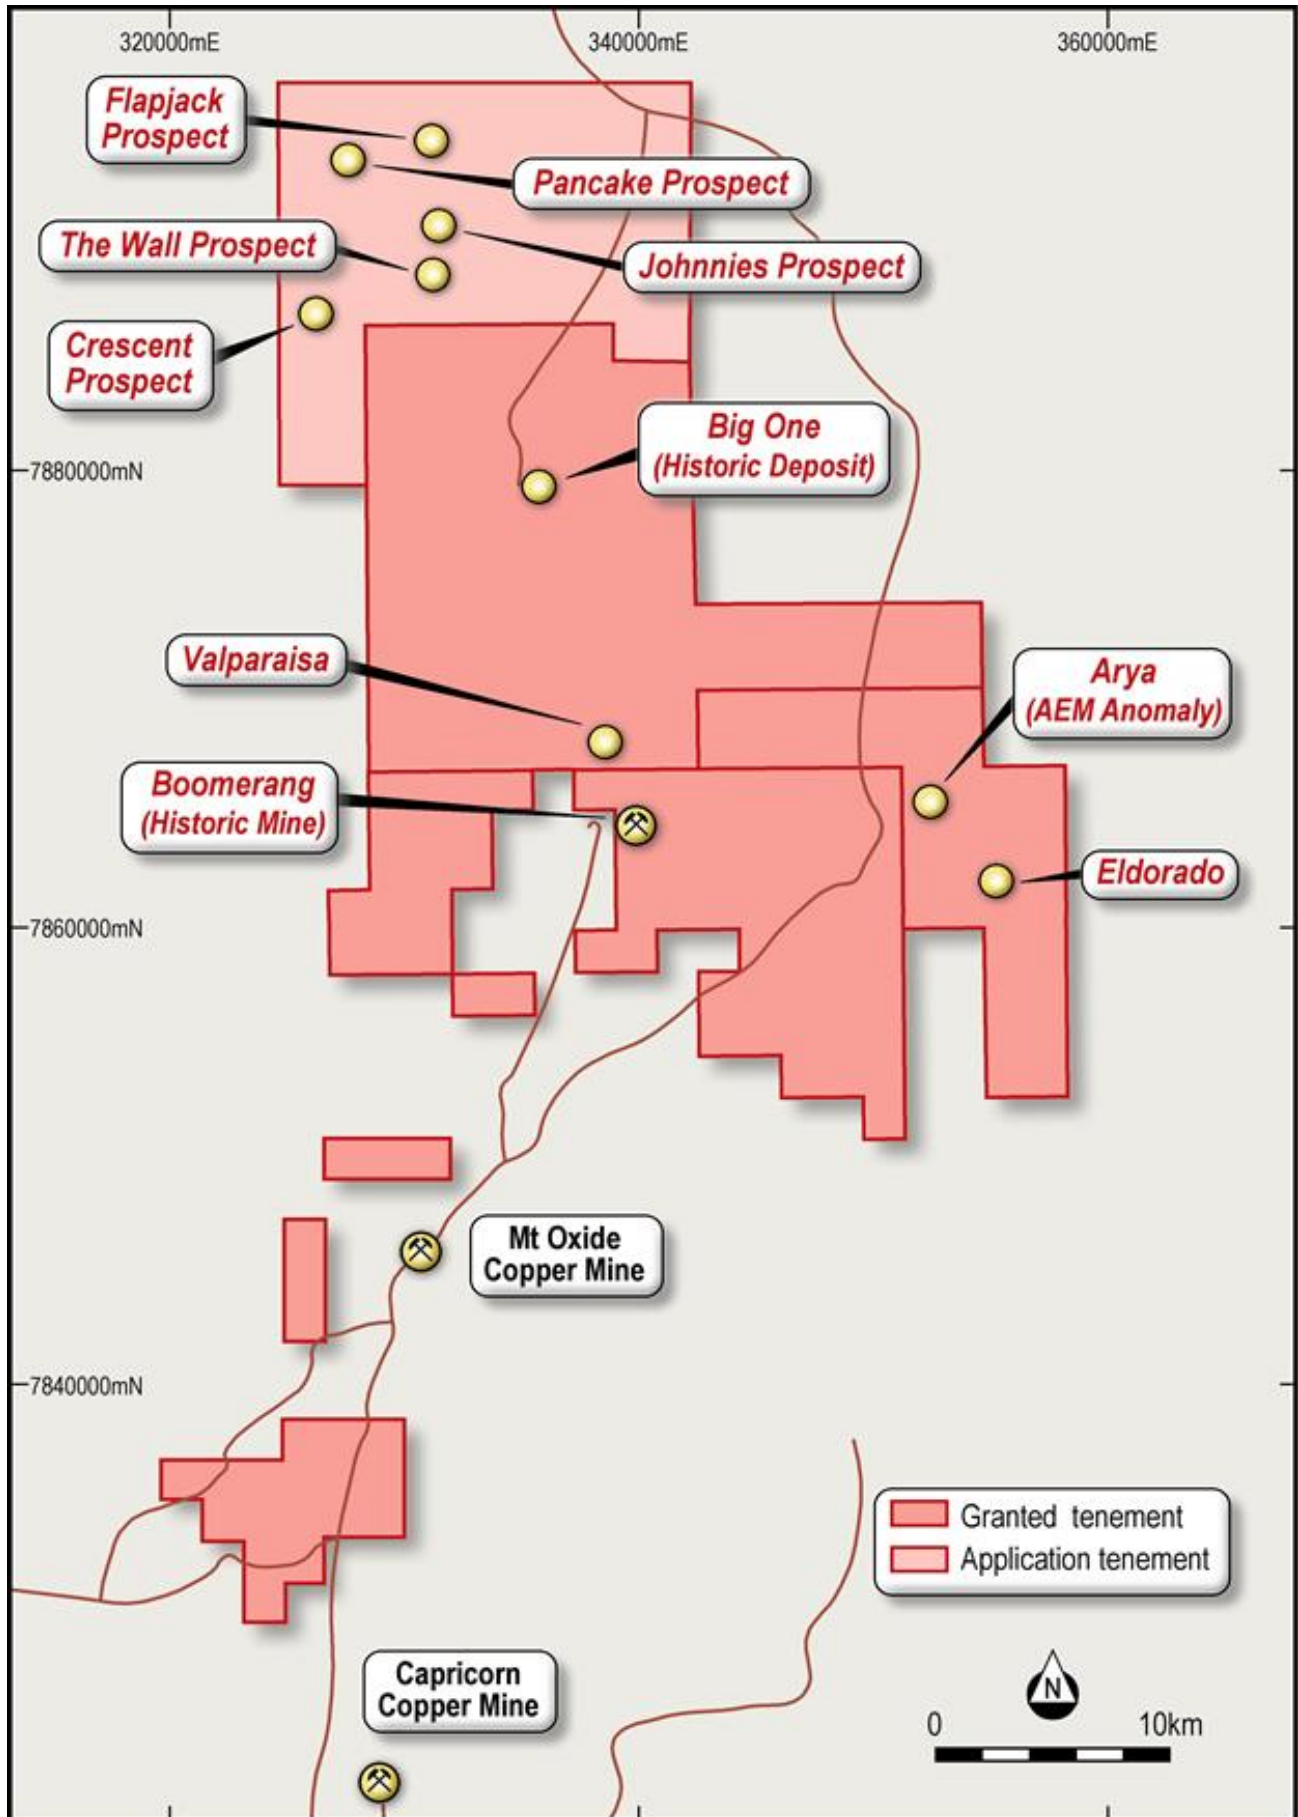 320000mE
340000mE
360000mE
Flapjack
Prospect
Pancake Prospect
The Wall Prospect
Johnnies Prospect
Crescent
Prospect
Big One
(Historic Deposit)
7880000mN
Valparaisa
Arya
(AEM Anomaly)
Boomerang
(Historic Mine)
Eldorado
7860000mN
Mt Oxide
Copper Mine
7840000mN
Granted tenement
Application tenement
Capricorn
Copper Mine
N
0 10km